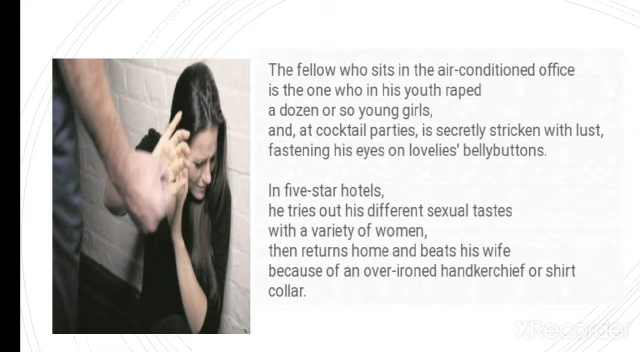 The fellow who sits in the air-conditioned office
is the one who in his youth raped
a dozen or so young girls,
and, at cocktail parties, is secretly stricken with lust,
fastening his eyes on lovelies' bellybuttons.
In five-star hotels,
he tries out his different sexual tastes
with a variety of women,
then returns home and beats his wife
because of an over-ironed handkerchief or shirt
collar.
XRecorder